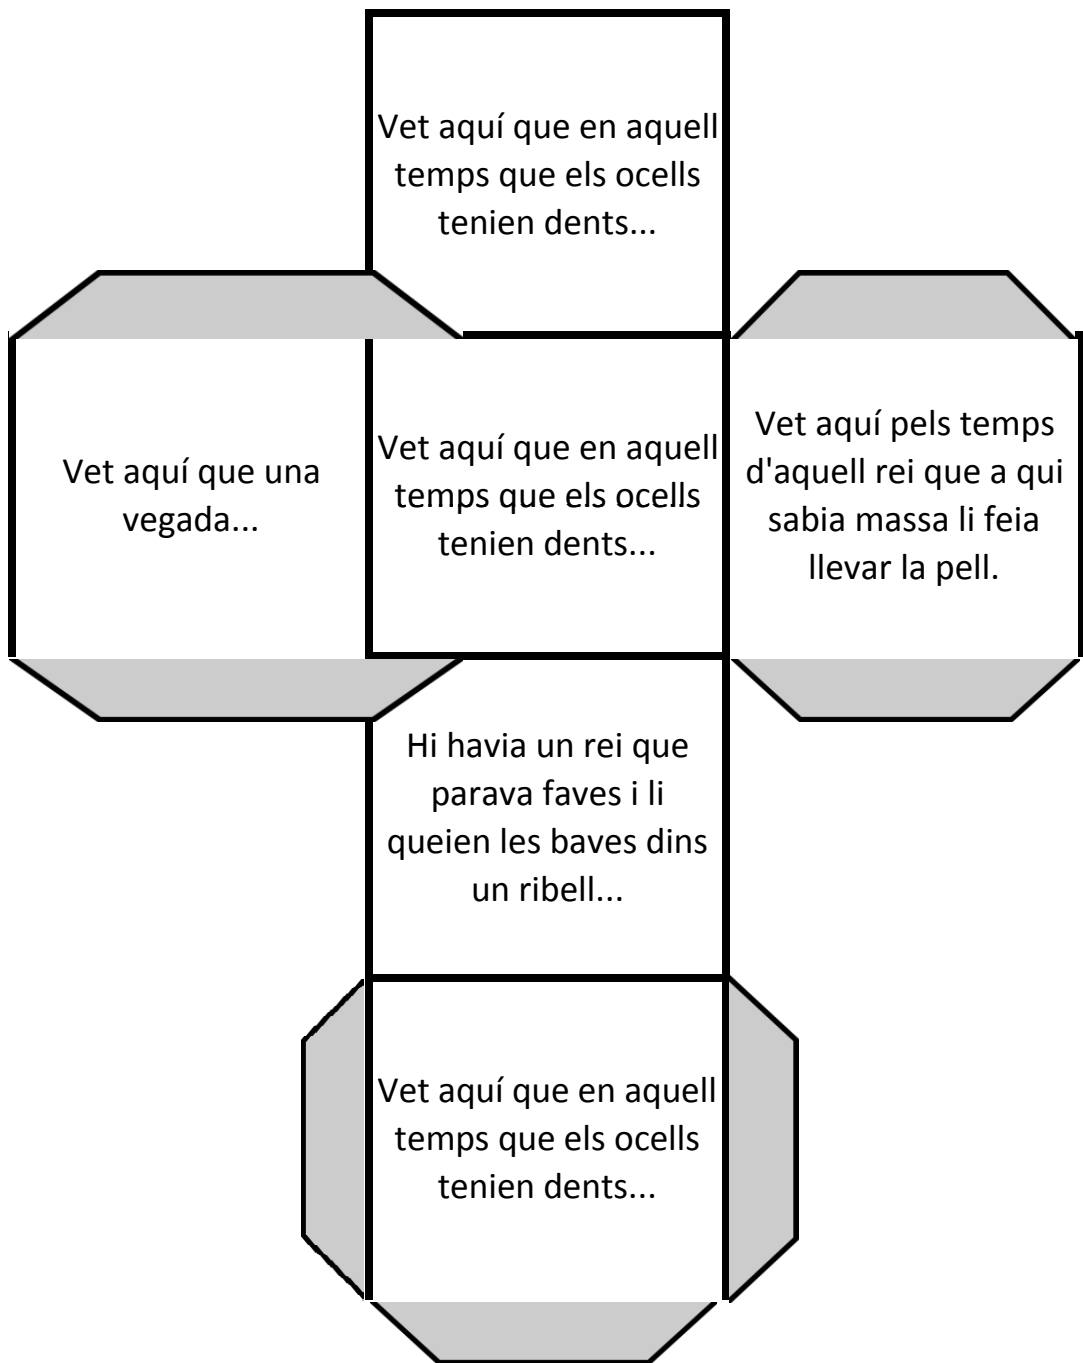 Vet aquí que en aquell
temps que els ocells
tenien dents...
Vet aquí que una
vegada...
Vet aquí que en aquell
temps que els ocells
tenien dents...
Vet aquí pels temps
d'aquell rei que a qui
sabia massa li feia
llevar la pell.
Hi havia un rei que
parava faves i li
queien les baves dins
un ribell...
Vet aquí que en aquell
temps que els ocells
tenien dents...